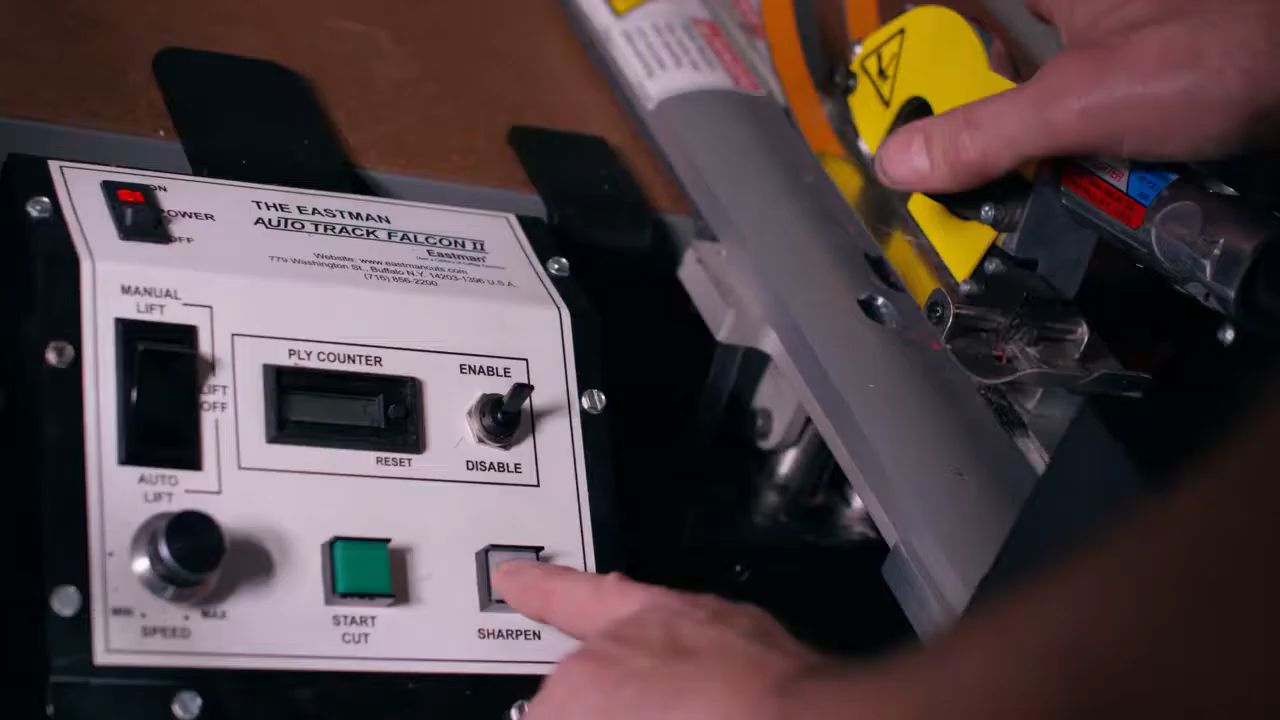 ON
POWER
OFF
THE EASTMAN
AUTO TRACK FALCON II
Eastman
Website: www.eastmancuts.com
779 Washington St., Buffalo N.Y. 14203-1396 U.S.A.
(716) 856-2200
MANUAL
LIFT
LIFT
OFF
AUTO
LIFT
PLY COUNTER
RESET
ENABLE
DISABLE
MIN
MAX
SPEED
START
CUT
SHARPEN